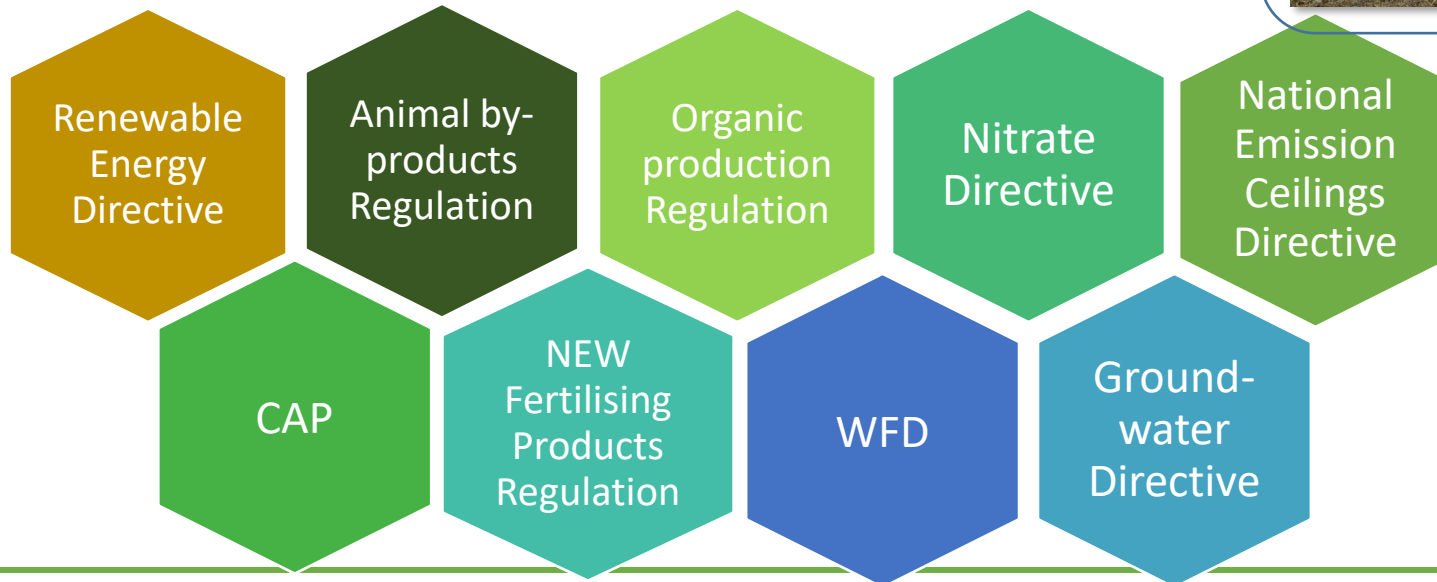 Renewable
Energy
Directive
Animal by-
products
Regulation
Organic
production
Regulation
Nitrate
Directive
National
Emission
Ceilings
Directive
CAP
NEW
Fertilising
Products
Regulation
WFD
Ground-
water
Directive